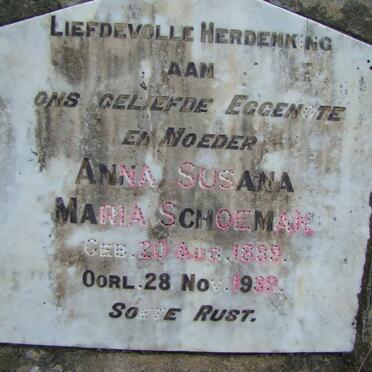 LIEFDEVOLLE HERDENKING
AAN
ONS GELIEFDE EGGENOTE
EN MOEDER
ANNA SUSANA
MARIA SCHOEMAN
GEB. 20 AUG. 1889.
OORL. 28 NOV. 1938.
SOETE RUST.